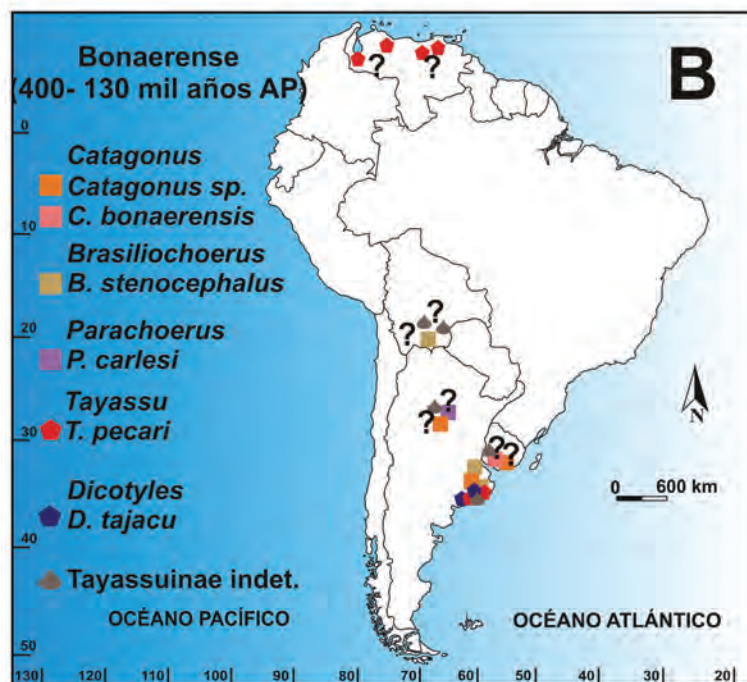 Bonaerense
(400- 130 mil años AP)
B
? ?
Catagonus
Catagonus sp.
C. bonaerensis
Brasiliochoerus
B. stenocephalus
Parachoerus
P. carlesi
Tayassu
T. pecari
Dicotyles
D. tajacu
Tayassuinae indet.
?
?
?
?
? ?
N
0 600 km
OCÉANO PACÍFICO
OCÉANO ATLÁNTICO
0
10
20
30
40
50
130 120 110 100 90 80 70 60 50 40 30 20